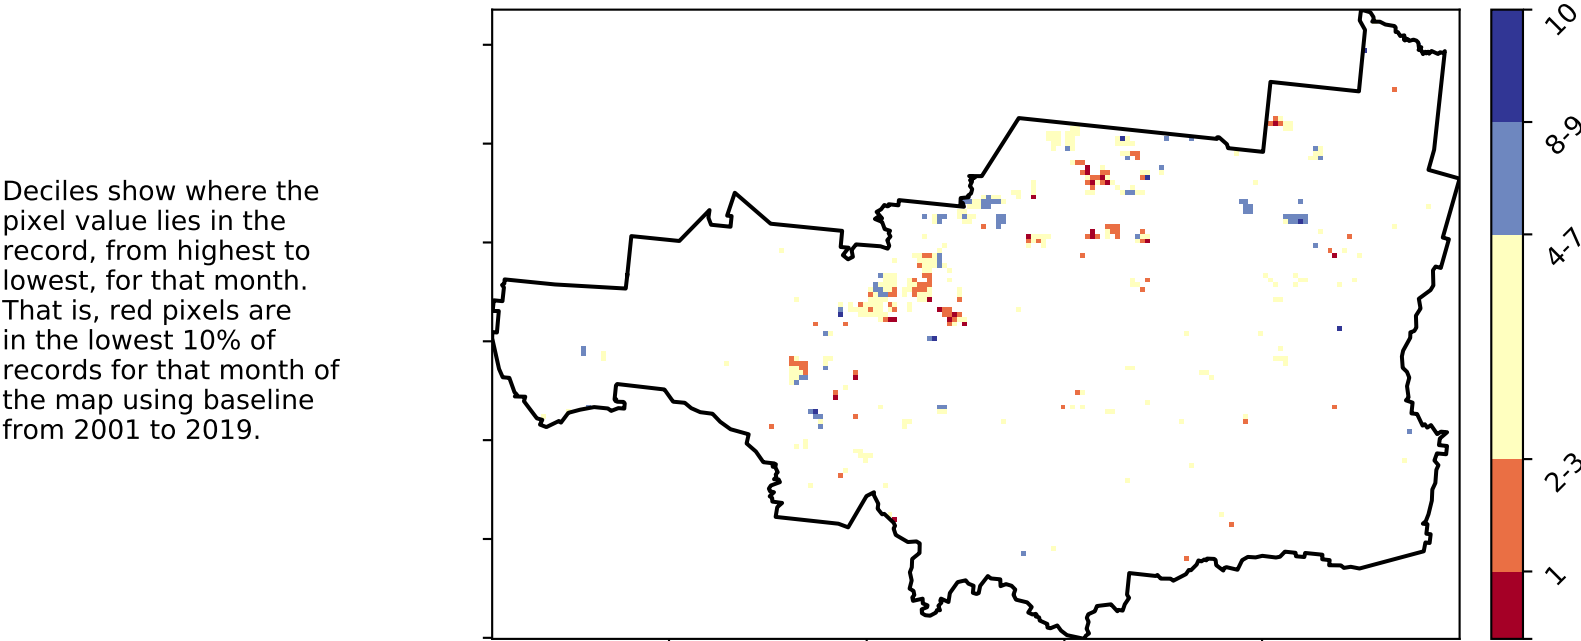 Deciles show where the
pixel value lies in the
record, from highest to
lowest, for that month.
That is, red pixels are
in the lowest 10% of
records for that month of
the map using baseline
from 2001 to 2019.
10
8-9
4-7
2-3
1